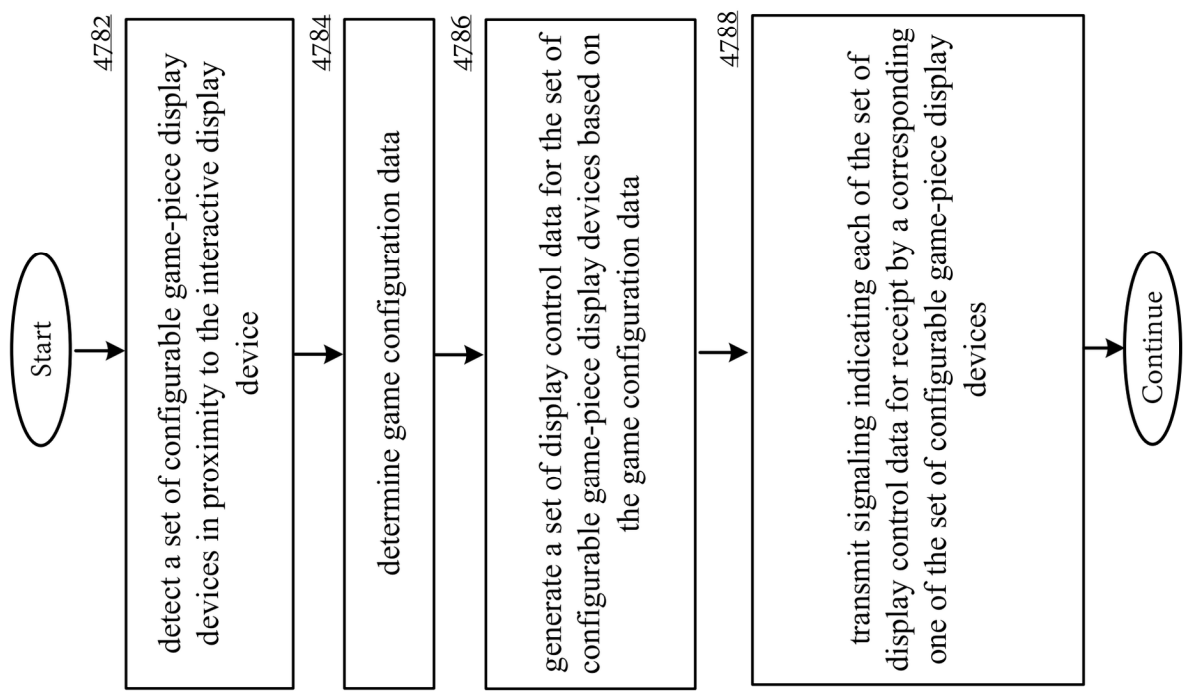 Start
4782
detect a set of configurable game-piece display
devices in proximity to the interactive display
device
4784
determine game configuration data
4786
generate a set of display control data for the set of
configurable game-piece display devices based on
the game configuration data
4788
transmit signaling indicating each of the set of
display control data for receipt by a corresponding
one of the set of configurable game-piece display
devices
Continue